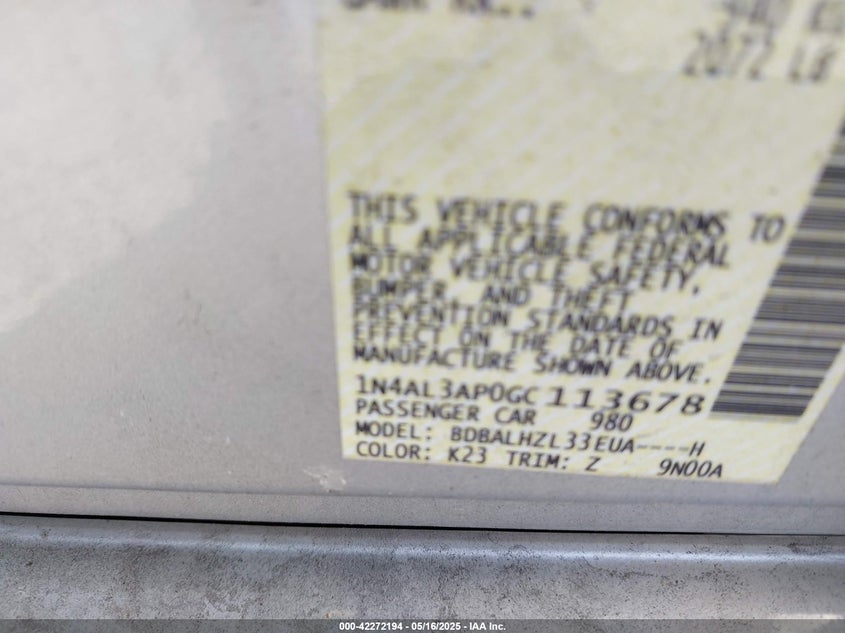 2072 LB
THIS VEHICLE CONFORMS TO
ALL APPLICABLE FEDERAL
MOTOR VEHICLE SAFETY,
BUMPER, AND THEFT
PREVENTION STANDARDS IN
EFFECT ON THE DATE OF
MANUFACTURE SHOWN ABOVE.
1N4AL3AP0GC113678
PASSENGER CAR 980
MODEL: BDBALHZL33EUA----H
COLOR: K23 TRIM: Z 9N00A
000-42272194 - 05/16/2025 - IAA Inc.